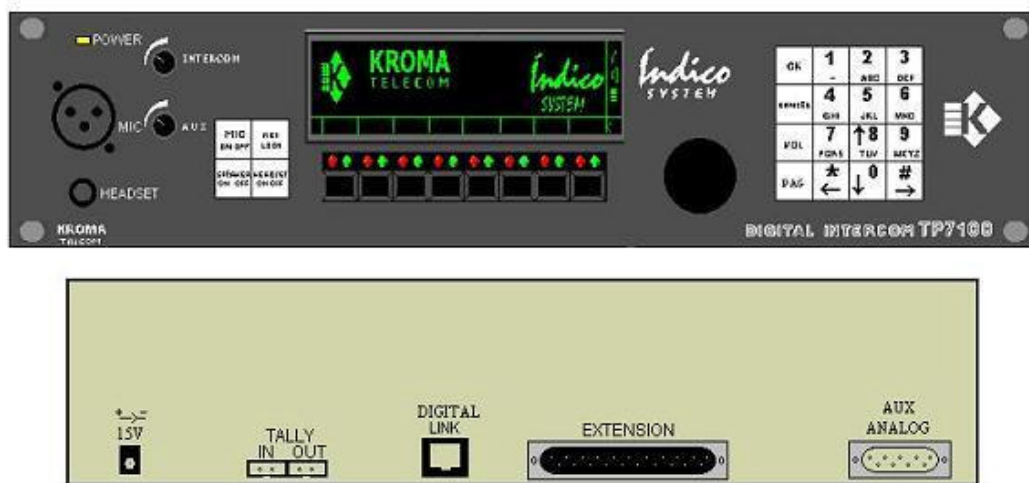 POWER
INTERCOM
MIC
AUX
HEADSET
KROMA
TELECOM
MIC
ON OFF
SPEAKER
ON OFF
HEADSET
ON OFF
KROMA
TELECOM
Índico
SYSTEM
Índico
SYSTEM
OK
1
2
ABC
3
DEF
4
GHI
5
JKL
6
MNO
VOL
7
PQRS
↑8
TUV
9
WXYZ
PAG
*
←
↓0
#
→
K
DIGITAL INTERCOM TP7100
15V
TALLY
IN OUT
DIGITAL
LINK
EXTENSION
AUX
ANALOG